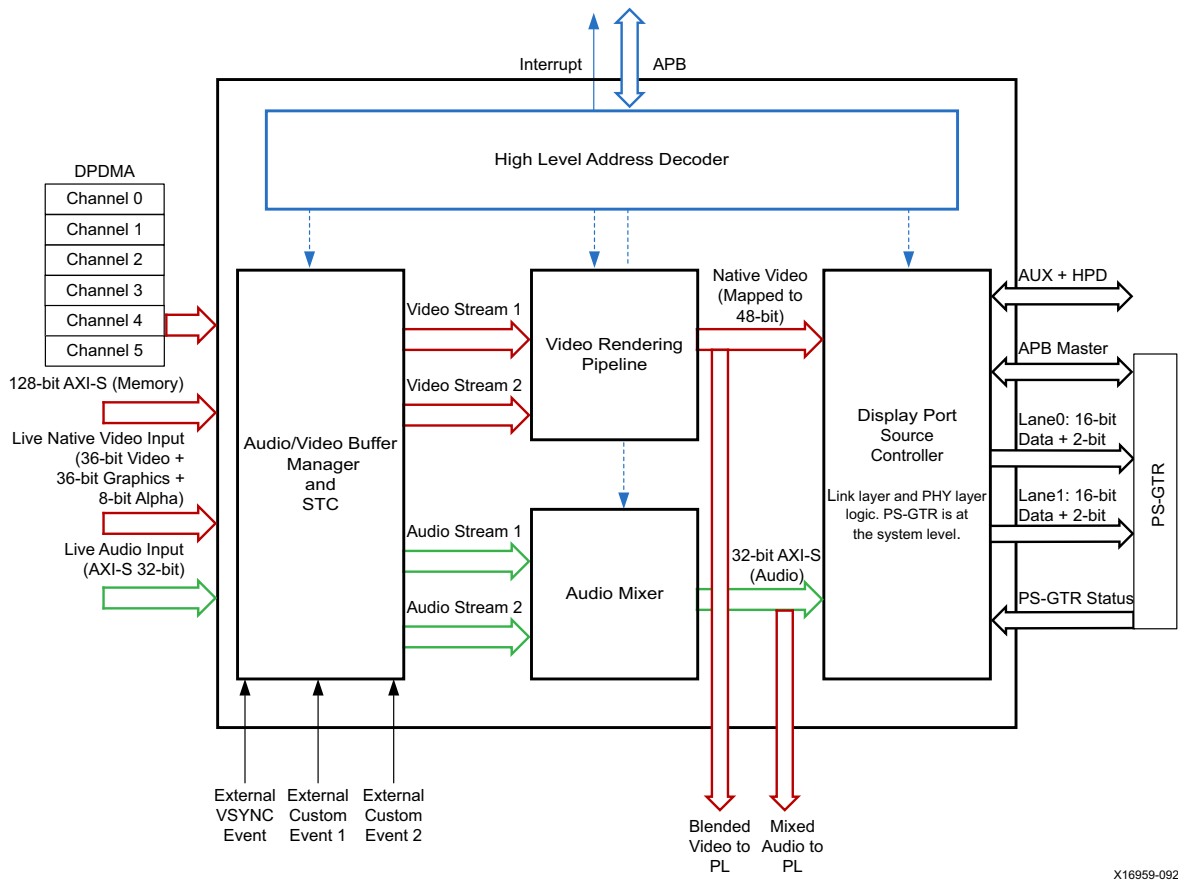 Interrupt
APB
High Level Address Decoder
DPDMA
Channel 0
Channel 1
Channel 2
Channel 3
Channel 4
Channel 5
128-bit AXI-S (Memory)
Live Native Video Input
(36-bit Video +
36-bit Graphics +
8-bit Alpha)
Live Audio Input
(AXI-S 32-bit)
Audio/Video Buffer
Manager
and
STC
Video Stream 1
Video Stream 2
Audio Stream 1
Audio Stream 2
Video Rendering
Pipeline
Audio Mixer
Native Video
(Mapped to
48-bit)
32-bit AXI-S
(Audio)
Display Port
Source
Controller
Link layer and PHY layer
logic. PS-GTR is at
the system level.
AUX + HPD
APB Master
Lane0: 16-bit
Data + 2-bit
Lane1: 16-bit
Data + 2-bit
PS-GTR Status
PS-GTR
External
VSYNC
Event
External
Custom
Event 1
External
Custom
Event 2
Blended
Video to
PL
Mixed
Audio to
PL
X16959-092